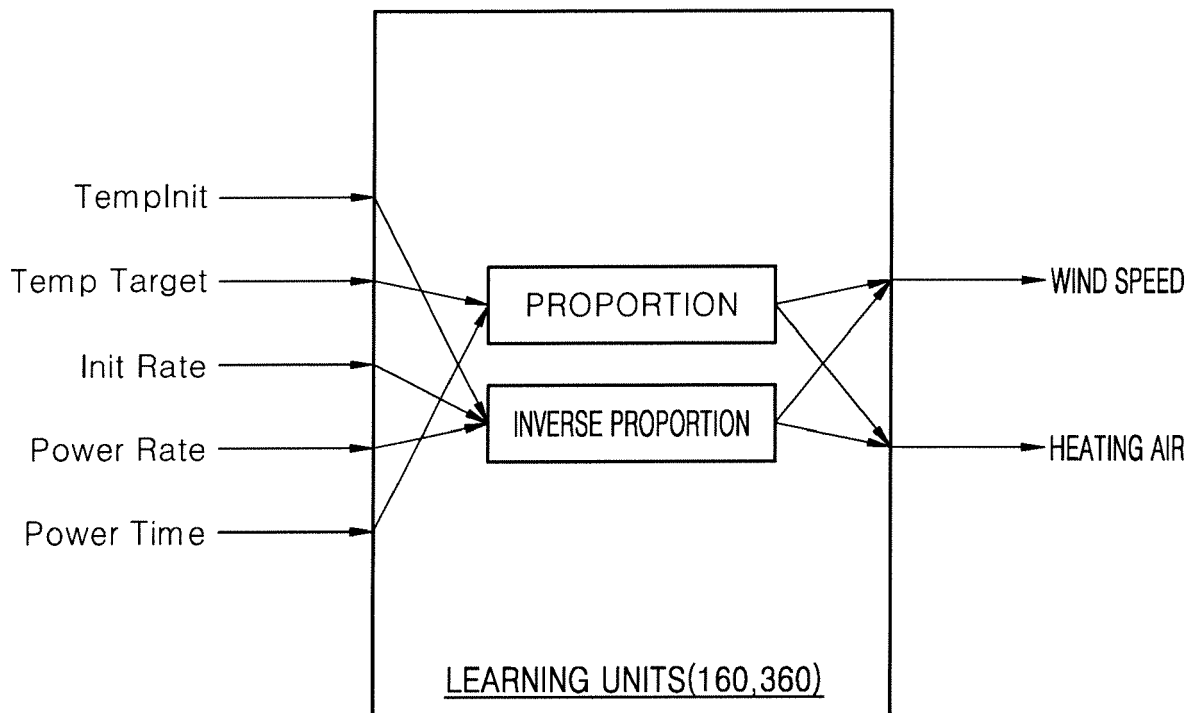 TempInit
Temp Target
Init Rate
Power Rate
Power Time
PROPORTION
INVERSE PROPORTION
WIND SPEED
HEATING AIR
LEARNING UNITS(160,360)